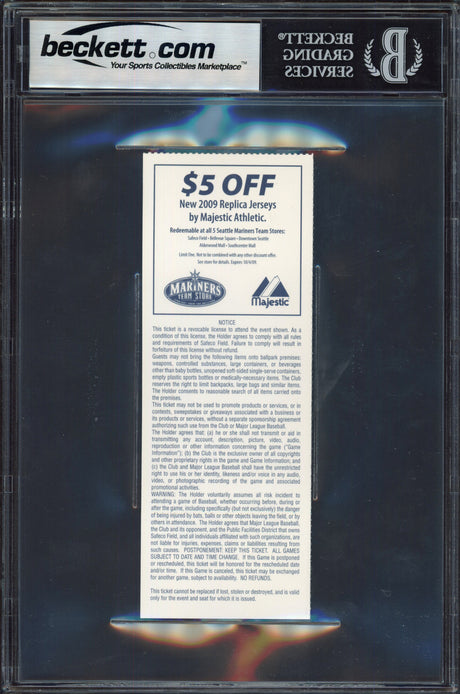 beckett.com
Your Sports Collectibles Marketplace™
BECKETT®
GRADING
SERVICES
B
$5 OFF
New 2009 Replica Jerseys
by Majestic Athletic.
Redeemable at all 5 Seattle Mariners Team Stores:
Safeco Field • Bellevue Square • Downtown Seattle
Alderwood Mall • Southcenter Mall
Limit One. Not to be combined with any other discount offer.
See store for details. Expires 10/4/09.
MARINERS
TEAM STORE
Majestic
NOTICE
This ticket is a revocable license to attend the event shown. As a
condition of this license, the Holder agrees to comply with all rules
and requirements of Safeco Field. Failure to comply will result in
forfeiture of this license without refund.
Guests may not bring the following items onto ballpark premises:
weapons, controlled substances, large containers, or beverages
other than baby bottles, unopened soft-sided single-serve containers,
empty plastic sports bottles or medically-necessary items. The Club
reserves the right to limit backpacks, large bags and similar items.
The Holder consents to reasonable search of all items carried onto
the premises.
This ticket may not be used to promote products or services, or in
contests, sweepstakes or giveaways associated with a business or
its products or services, without a separate sponsorship agreement
authorizing such use from the Club or Major League Baseball.
The Holder agrees that: (a) he or she shall not transmit or aid in
transmitting any account, description, picture, video, audio,
reproduction or other information concerning the game ("Game
Information"); (b) the Club is the exclusive owner of all copyrights
and other proprietary rights in the game and Game Information; and
(c) the Club and Major League Baseball shall have the unrestricted
right to use his or her identity, likeness and/or voice in any audio,
video, or photographic recording of the game and associated
promotional activities.
WARNING: The Holder voluntarily assumes all risk incident to
attending a game of Baseball, whether occurring before, during or
after the game, including specifically (but not exclusively) the danger
of being injured by bats, balls or other objects leaving the field, or by
others in attendance. The Holder agrees that Major League Baseball,
the Club and its opponent, and the Public Facilities District that owns
Safeco Field, and all individuals affiliated with such organizations, are
not liable for injuries, expenses, claims or liabilities resulting from
such causes. POSTPONEMENT: KEEP THIS TICKET. ALL GAMES
SUBJECT TO DATE AND TIME CHANGE. If this Game is postponed
or rescheduled, this ticket will be honored for the rescheduled date
and/or time. If this Game is canceled, this ticket may be exchanged
for another game, subject to availability. NO REFUNDS.
This ticket cannot be replaced if lost, stolen or destroyed, and is valid
only for the event and seat for which it is issued.